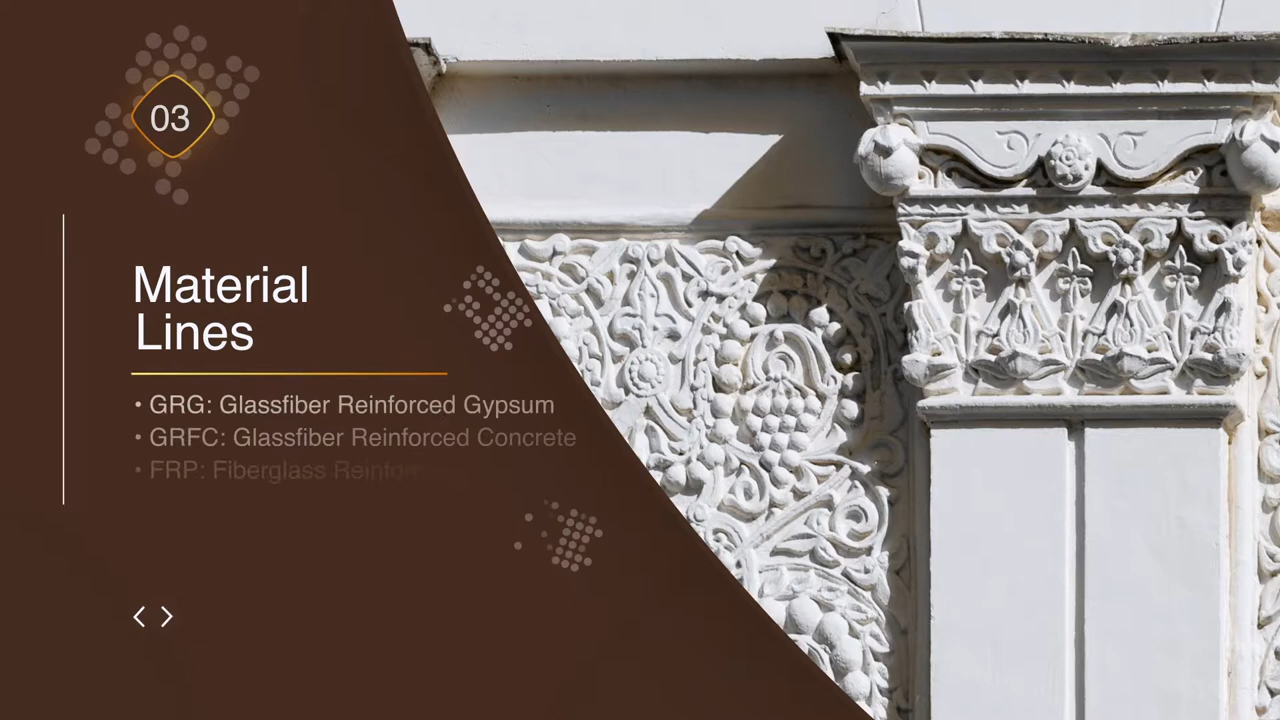 03
Material
Lines
• GRG: Glassfiber Reinforced Gypsum
• GRFC: Glassfiber Reinforced Concrete
• FRP: Fiberglass